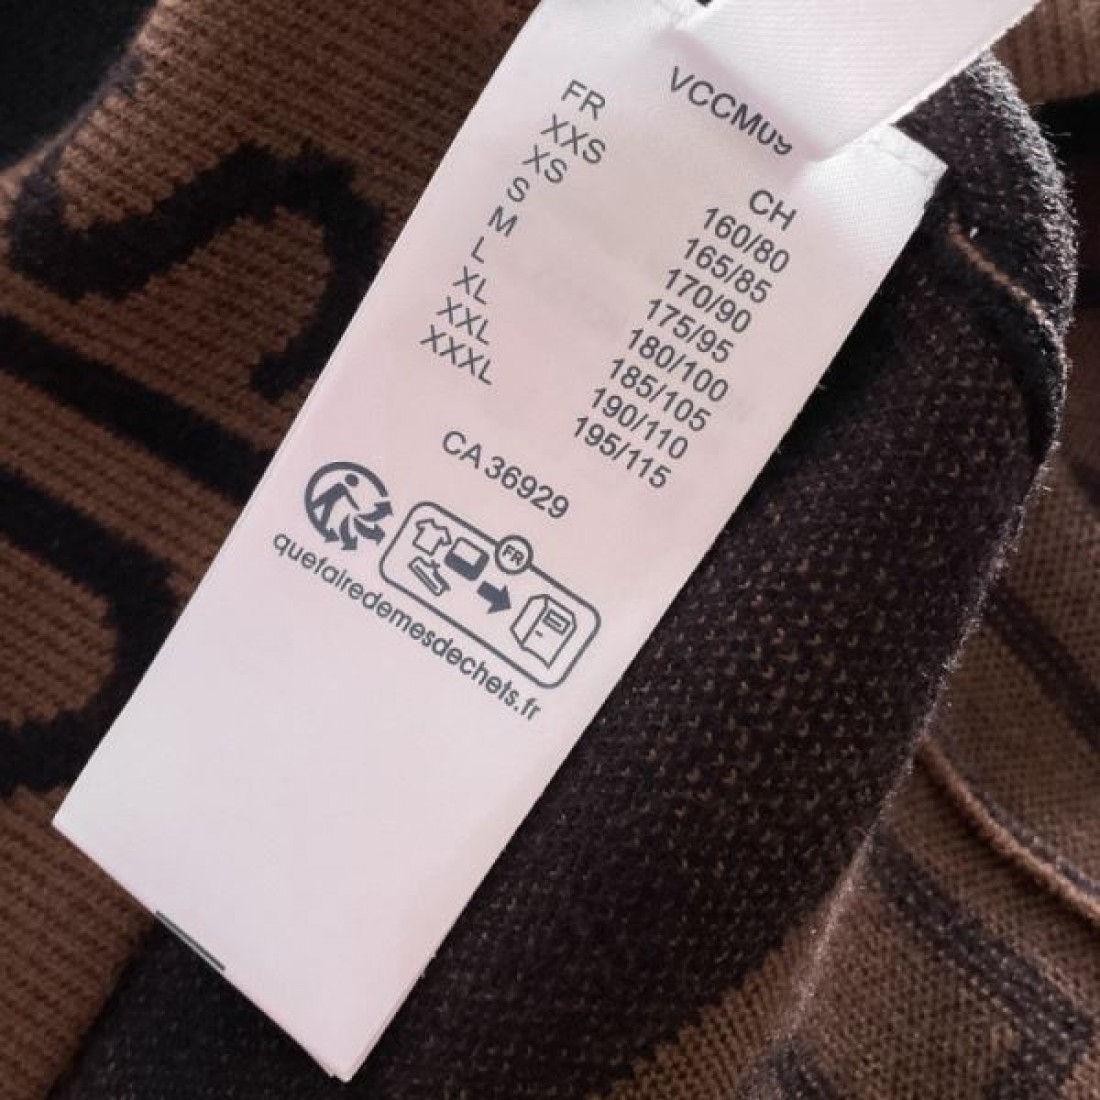 VCCM09
FR CH
XXS 160/80
XS 165/85
S 170/90
M 175/95
L 180/100
XL 185/105
XXL 190/110
XXXL 195/115
CA 36929
FR
quefairedemesdechets.fr